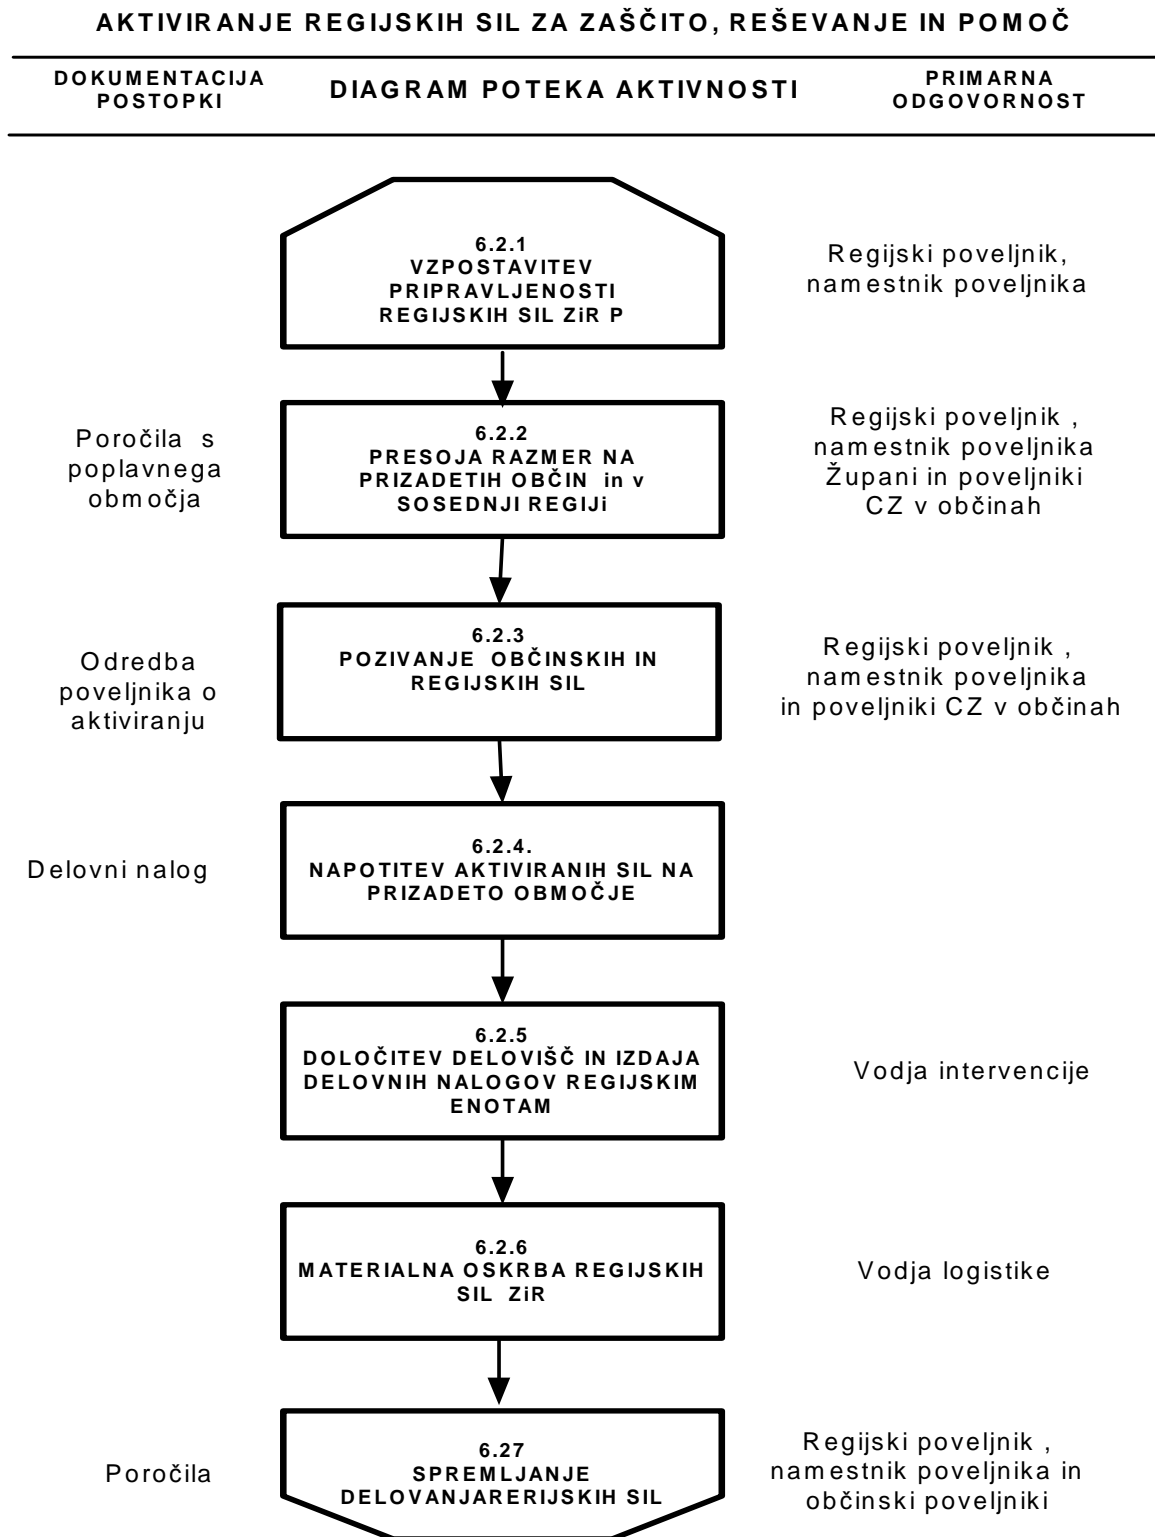 AKTIVIRANJE REGIJSKIH SIL ZA ZAŠČITO, REŠEVANJE IN POMOČ
DOKUMENTACIJA
POSTOPKI
DIAGRAM POTEKA AKTIVNOSTI
PRIMARNA
ODGOVORNOST
6.2.1
VZPOSTAVITEV
PRIPRAVLJENOSTI
REGIJSKIH SIL ZiR P
Regijski poveljnik,
namestnik poveljnika
Poročila s
poplavnega
območja
6.2.2
PRESOJA RAZMER NA
PRIZADETIH OBČIN in v
SOSEDNJI REGIJi
Regijski poveljnik ,
namestnik poveljnika
Župani in poveljniki
CZ v občinah
Odredba
poveljnika o
aktiviranju
6.2.3
POZIVANJE OBČINSKIH IN
REGIJSKIH SIL
Regijski poveljnik ,
namestnik poveljnika
in poveljniki CZ v občinah
Delovni nalog
6.2.4.
NAPOTITEV AKTIVIRANIH SIL NA
PRIZADETO OBMOČJE
6.2.5
DOLOČITEV DELOVIŠČ IN IZDAJA
DELOVNIH NALOGOV REGIJSKIM
ENOTAM
Vodja intervencije
6.2.6
MATERIALNA OSKRBA REGIJSKIH
SIL ZiR
Vodja logistike
Poročila
6.27
SPREMLJANJE
DELOVANJARERIJSKIH SIL
Regijski poveljnik ,
namestnik poveljnika in
občinski poveljniki